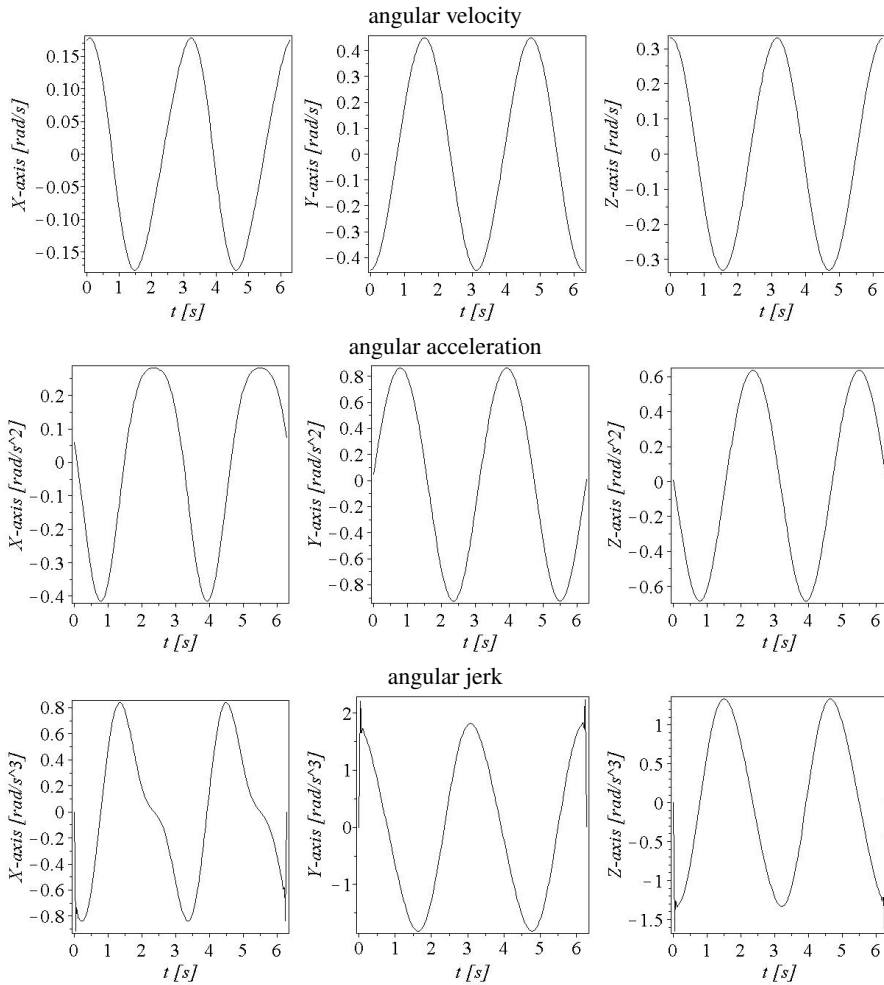 angular velocity
X-axis [rad/s]
0.15
0.10
0.05
0
−0.05
−0.10
−0.15
0 1 2 3 4 5 6
t [s]
Y-axis [rad/s]
0.4
0.3
0.2
0.1
0
−0.1
−0.2
−0.3
−0.4
0 1 2 3 4 5 6
t [s]
Z-axis [rad/s]
0.3
0.2
0.1
0
−0.1
−0.2
−0.3
0 1 2 3 4 5 6
t [s]
angular acceleration
X-axis [rad/s^2]
0.2
0.1
0
−0.1
−0.2
−0.3
−0.4
0 1 2 3 4 5 6
t [s]
Y-axis [rad/s^2]
0.8
0.6
0.4
0.2
0
−0.2
−0.4
−0.6
−0.8
0 1 2 3 4 5 6
t [s]
Z-axis [rad/s^2]
0.6
0.4
0.2
0
−0.2
−0.4
−0.6
0 1 2 3 4 5 6
t [s]
angular jerk
X-axis [rad/s^3]
0.8
0.6
0.4
0.2
0
−0.2
−0.4
−0.6
−0.8
0 1 2 3 4 5 6
t [s]
Y-axis [rad/s^3]
2
1
0
−1
0 1 2 3 4 5 6
t [s]
Z-axis [rad/s^3]
1
0.5
0
−0.5
−1
−1.5
0 1 2 3 4 5 6
t [s]